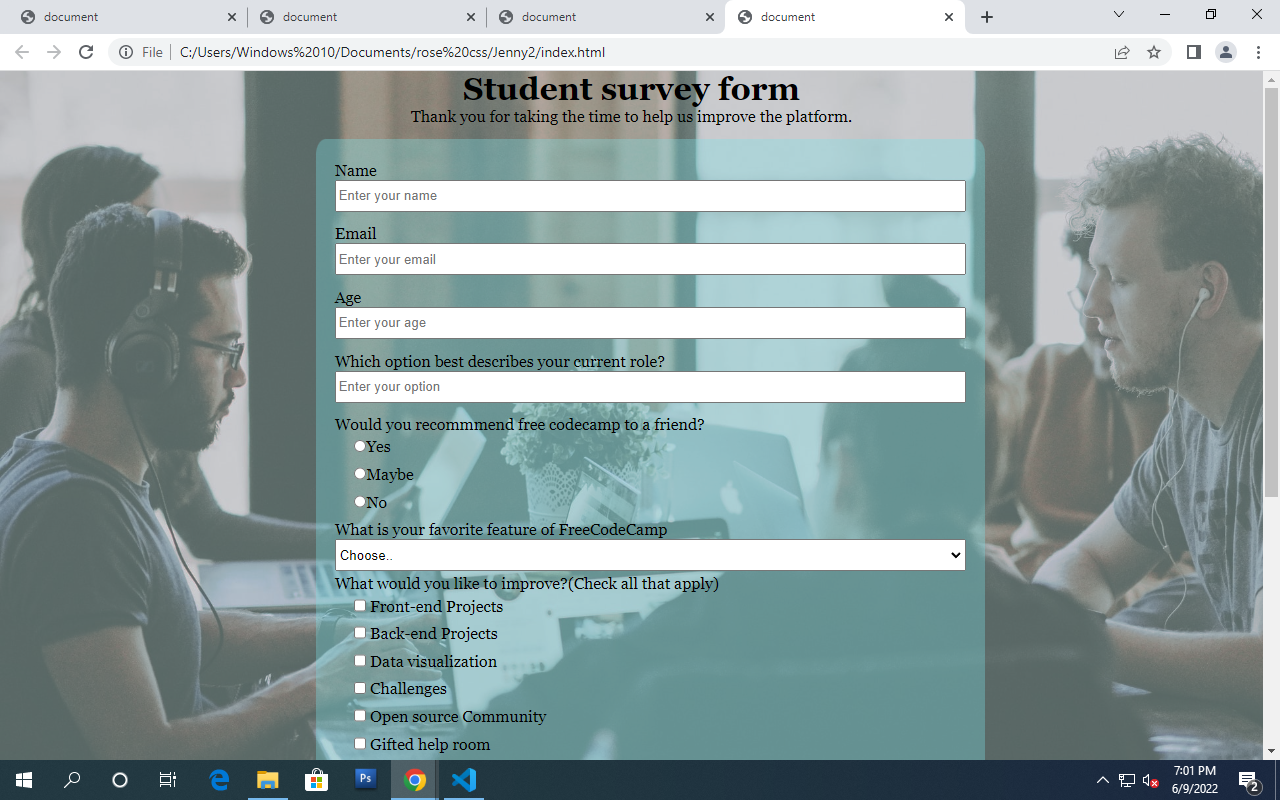 document document document document
File C:/Users/Windows%2010/Documents/rose%20css/Jenny2/index.html
Student survey form
Thank you for taking the time to help us improve the platform.
Name
Enter your name
Email
Enter your email
Age
Enter your age
Which option best describes your current role?
Enter your option
Would you recommmend free codecamp to a friend?
Yes
Maybe
No
What is your favorite feature of FreeCodeCamp
Choose..
What would you like to improve?(Check all that apply)
Front-end Projects
Back-end Projects
Data visualization
Challenges
Open source Community
Gifted help room
Ps
7:01 PM
6/9/2022
2